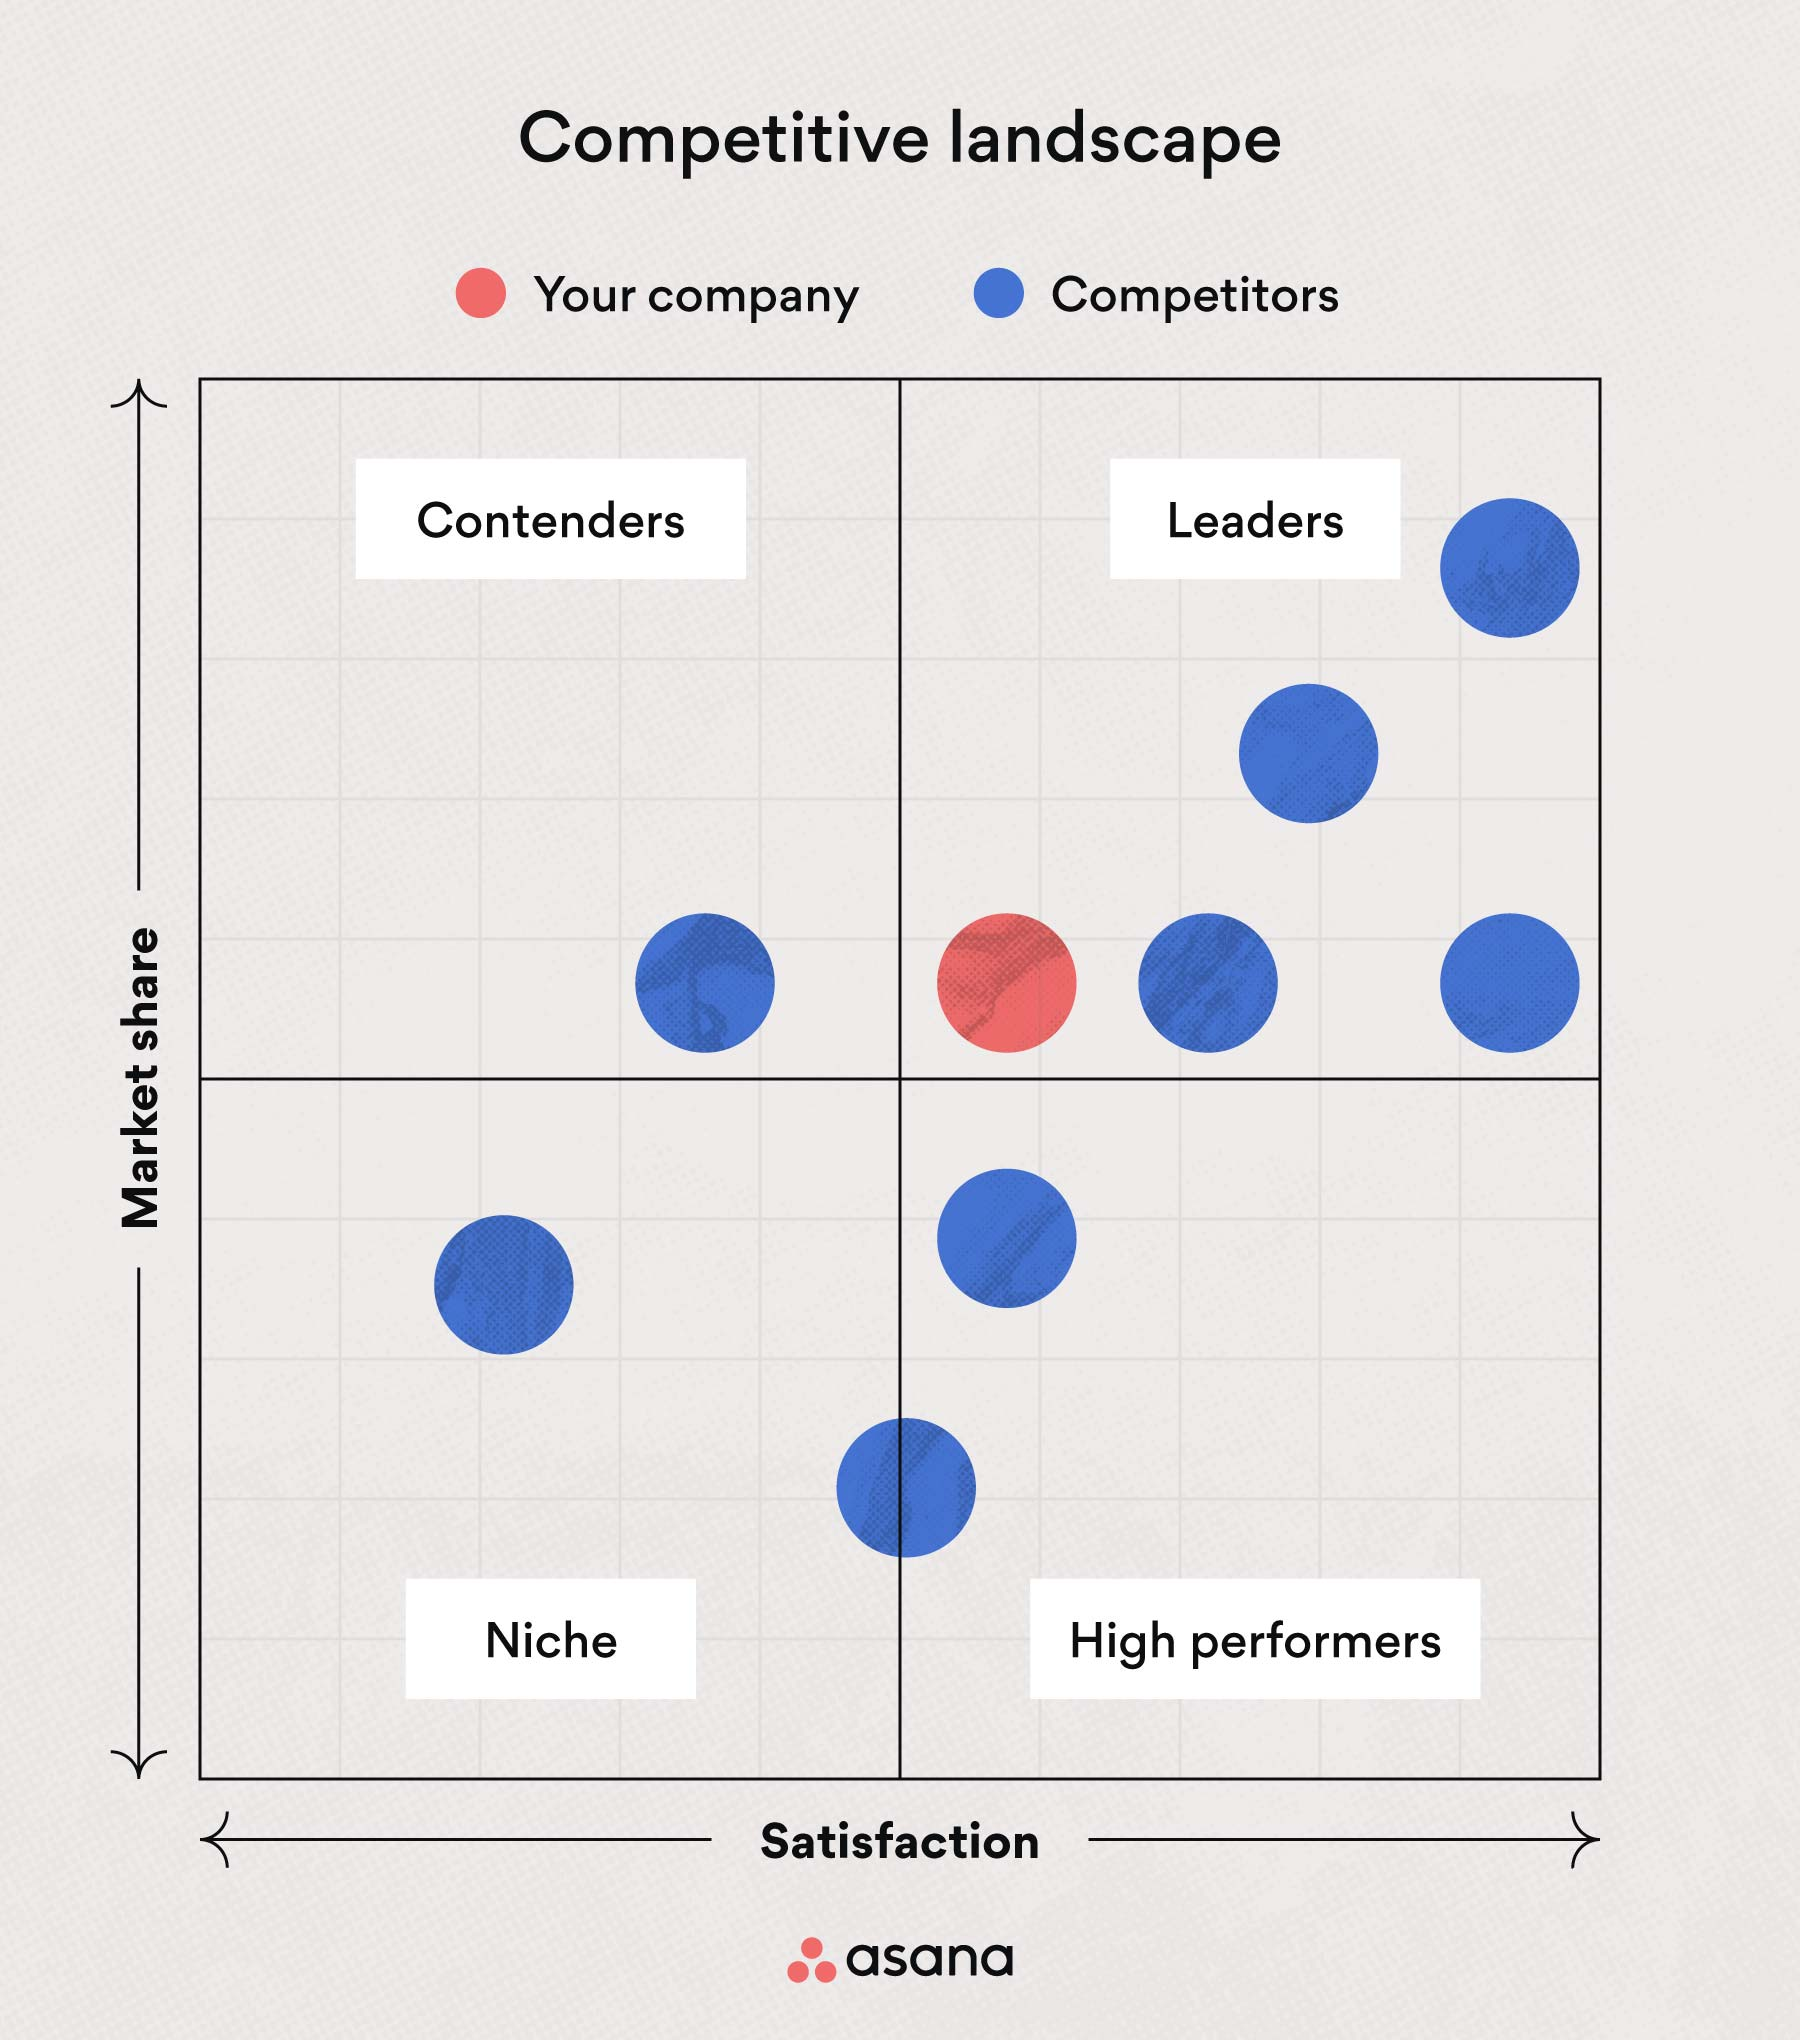 Competitive landscape
Your company
Competitors
Contenders
Leaders
Market share
Niche
High performers
Satisfaction
asana